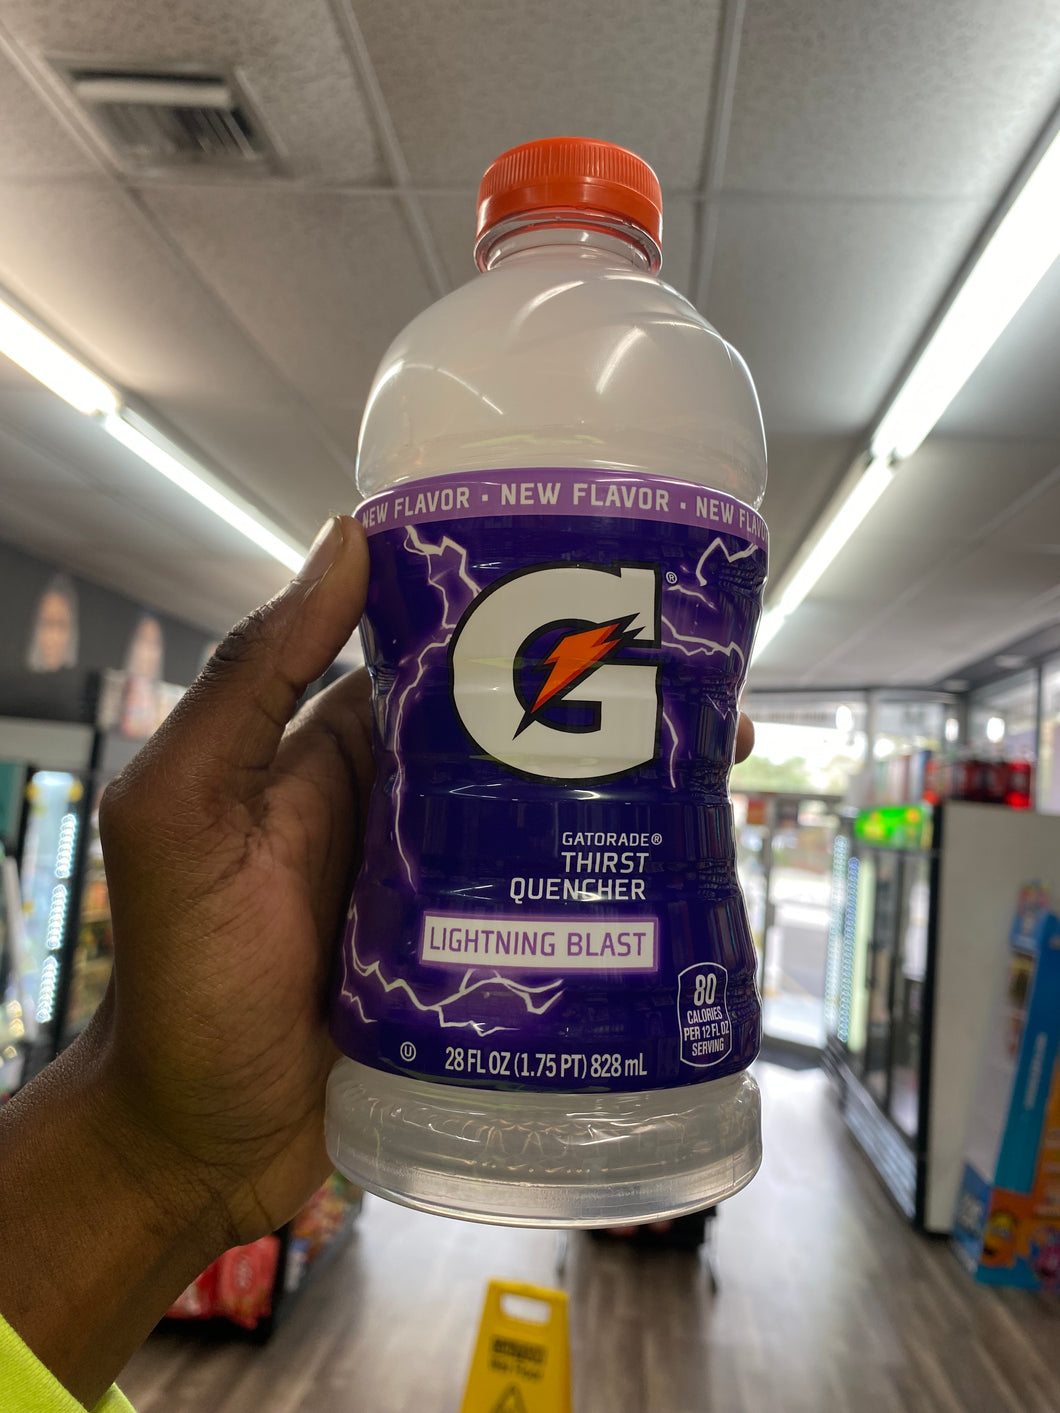 NEW FLAVOR · NEW FLAVOR · NEW FLAVOR
G®
GATORADE®
THIRST
QUENCHER
LIGHTNING BLAST
80
CALORIES
PER 12 FL OZ
SERVING
U
28 FL OZ (1.75 PT) 828 mL